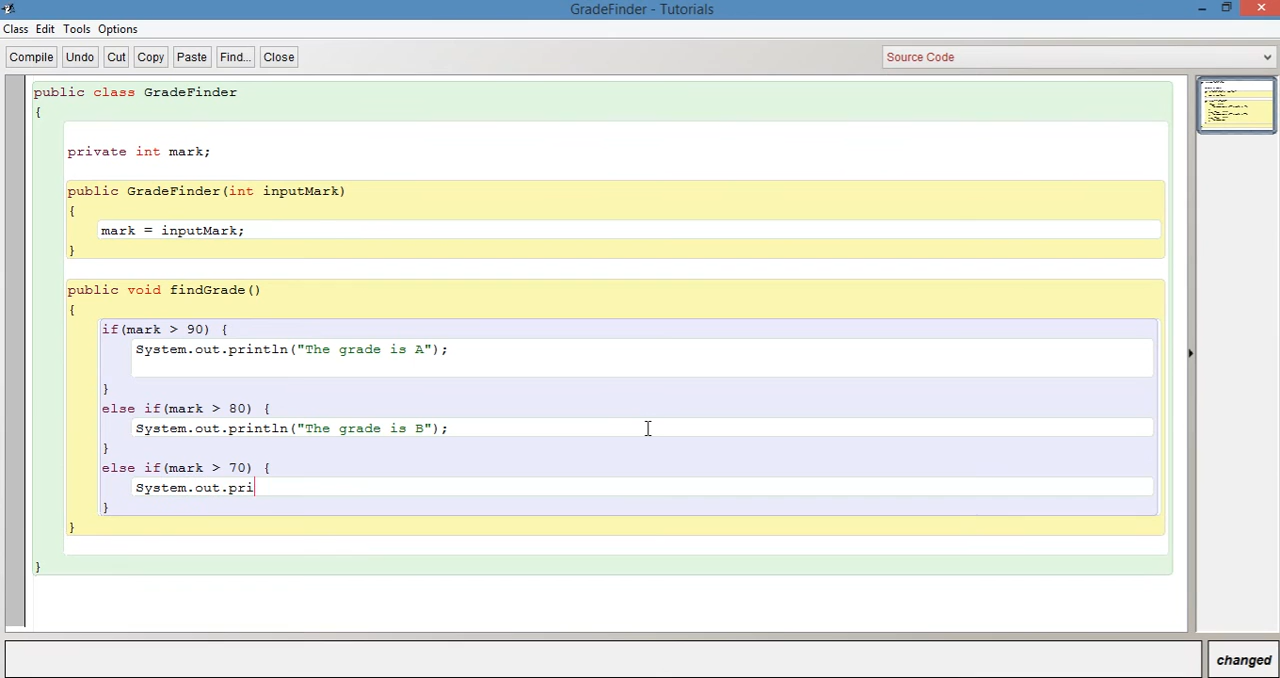 GradeFinder - Tutorials
Class Edit Tools Options
Compile Undo Cut Copy Paste Find... Close Source Code
public class GradeFinder
{
private int mark;
public GradeFinder(int inputMark)
{
mark = inputMark;
}
public void findGrade()
{
if(mark > 90) {
System.out.println("The grade is A");
}
else if(mark > 80) {
System.out.println("The grade is B");
}
else if(mark > 70) {
System.out.pri
}
}
}
changed